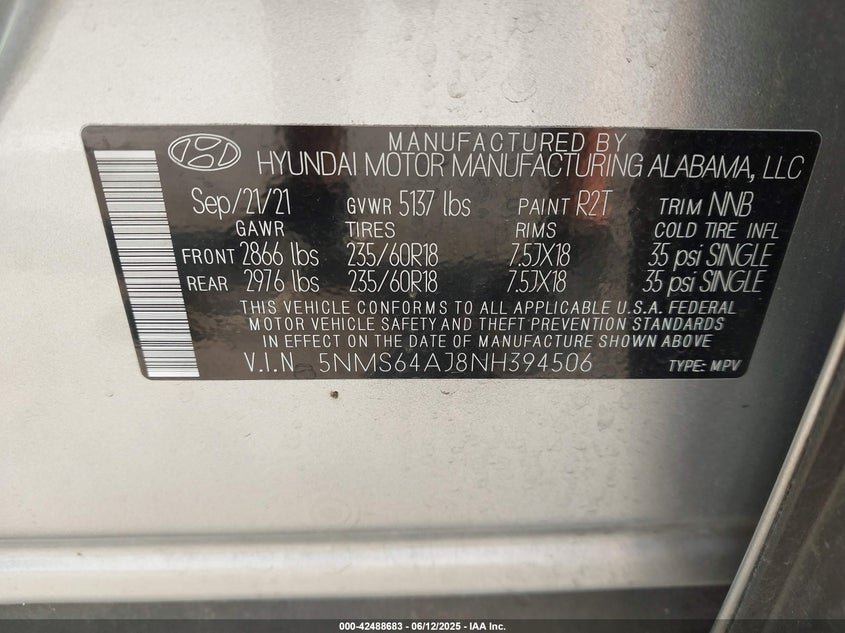 MANUFACTURED BY
HYUNDAI MOTOR MANUFACTURING ALABAMA, LLC
Sep/21/21 GVWR 5137 lbs PAINT R2T TRIM NNB
GAWR TIRES RIMS COLD TIRE INFL
FRONT 2866 lbs 235/60R18 7.5JX18 35 psi SINGLE
REAR 2976 lbs 235/60R18 7.5JX18 35 psi SINGLE
THIS VEHICLE CONFORMS TO ALL APPLICABLE U.S.A. FEDERAL
MOTOR VEHICLE SAFETY AND THEFT PREVENTION STANDARDS
IN EFFECT ON THE DATE OF MANUFACTURE SHOWN ABOVE.
V.I.N 5NMS64AJ8NH394506 TYPE: MPV
000-42488683 - 06/12/2025 - IAA Inc.